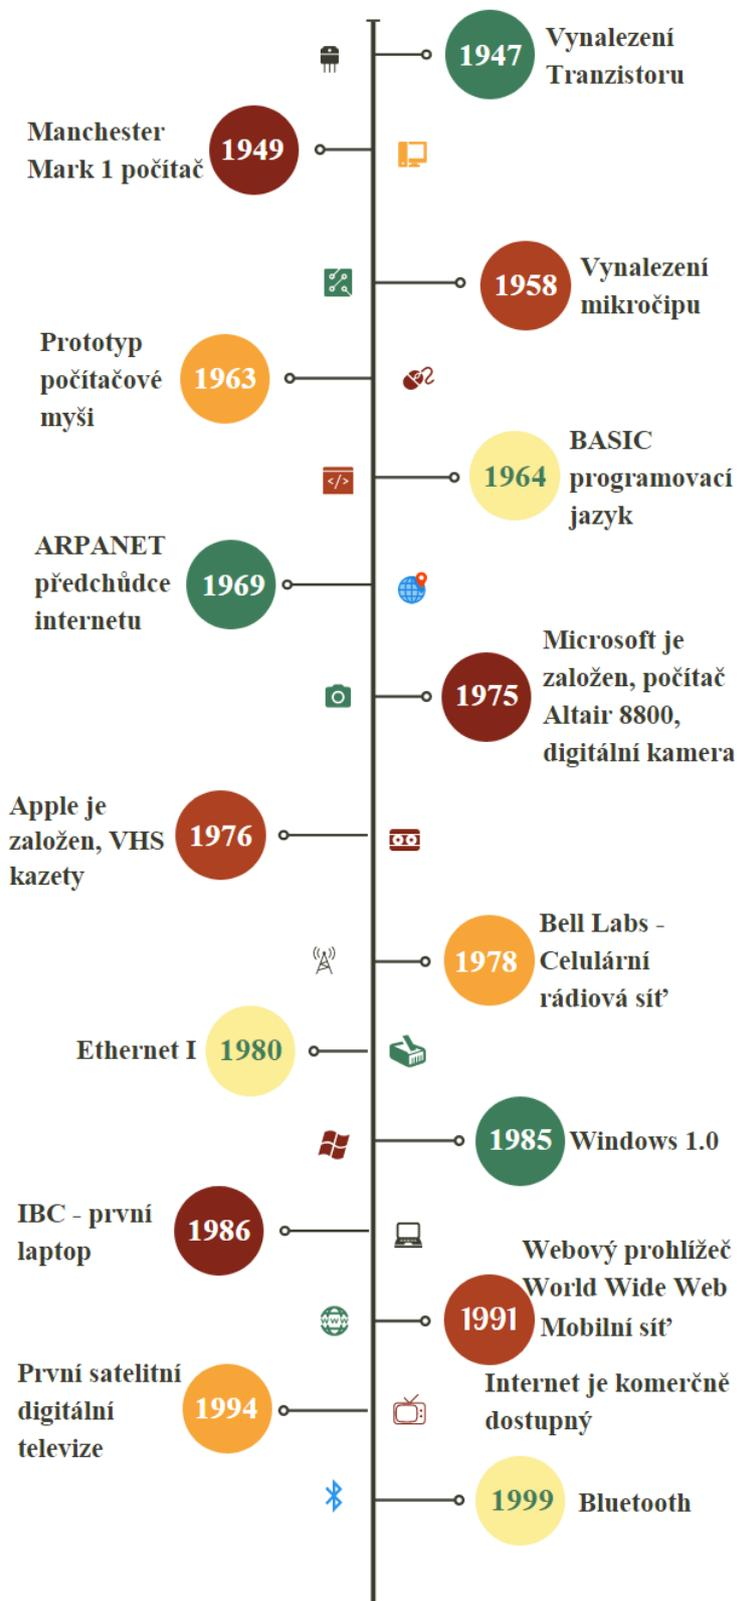 1947
Vynalezení
Tranzistoru
Manchester
Mark 1 počítač
1949
1958
Vynalezení
mikročipu
Prototyp
počítačové
myši
1963
</>
1964
BASIC
programovací
jazyk
ARPANET
předchůdce
internetu
1969
1975
Microsoft je
založen, počítač
Altair 8800,
digitální kamera
Apple je
založen, VHS
kazety
1976
1978
Bell Labs -
Celulární
rádiová síť
Ethernet I
1980
1985
Windows 1.0
IBC - první
laptop
1986
WWW
1991
Webový prohlížeč
World Wide Web
Mobilní síť
Internet je komerčně
dostupný
První satelitní
digitální
televize
1994
1999
Bluetooth